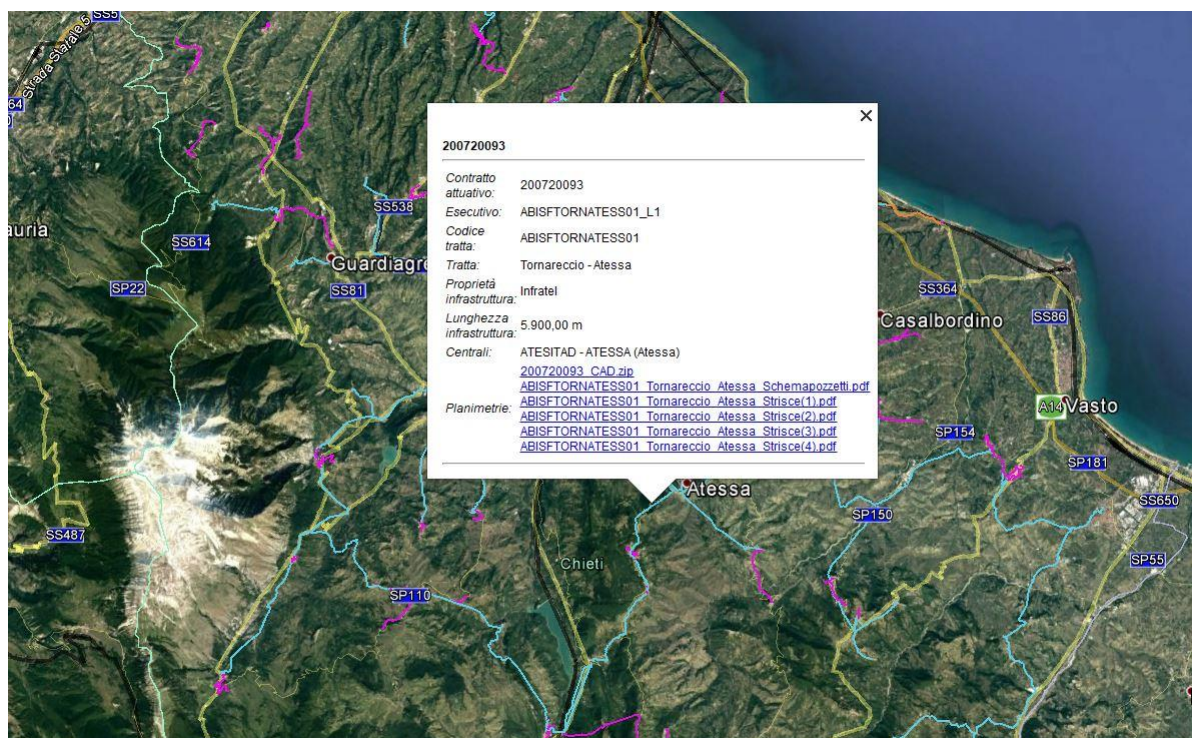 SS5
Strada Statale 5
64
200720093
Contratto attuativo: 200720093
Esecutivo: ABISFTORNATESS01_L1
Codice tratta: ABISFTORNATESS01
Tratta: Tornareccio - Atessa
Proprietà infrastruttura: Infratel
Lunghezza infrastruttura: 5.900,00 m
Centrali: ATESITAD - ATESSA (Atessa)
Planimetrie: 200720093_CAD.zip
ABISFTORNATESS01_Tornareccio_Atessa_Schemapozzetti.pdf
ABISFTORNATESS01_Tornareccio_Atessa_Strisce(1).pdf
ABISFTORNATESS01_Tornareccio_Atessa_Strisce(2).pdf
ABISFTORNATESS01_Tornareccio_Atessa_Strisce(3).pdf
ABISFTORNATESS01_Tornareccio_Atessa_Strisce(4).pdf
SS538
auria
SS614
Guardiagre
SP22
SS81
SS364
Casalbordino
SS86
A14
Vasto
SP154
SP181
Atessa
SS650
SP150
SS487
Chieti
SP55
SP110